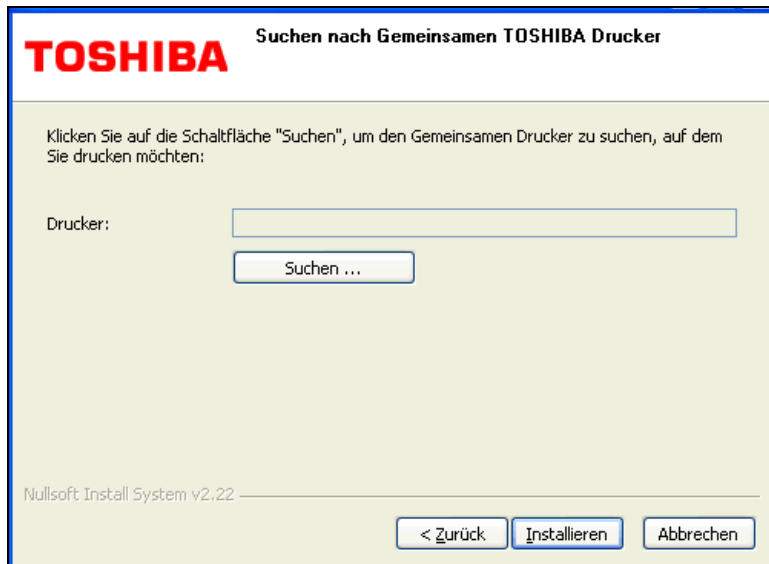 TOSHIBA
Suchen nach Gemeinsamen TOSHIBA Drucker
Klicken Sie auf die Schaltfläche "Suchen", um den Gemeinsamen Drucker zu suchen, auf dem
Sie drucken möchten:
Drucker:
Suchen ...
Nullsoft Install System v2.22
< Zurück
Installieren
Abbrechen